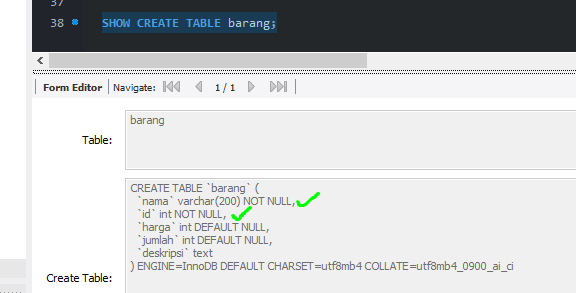 37
38 SHOW CREATE TABLE barang;
Form Editor Navigate: 1 / 1
Table:
barang
Create Table:
CREATE TABLE `barang` (
`nama` varchar(200) NOT NULL,
`id` int NOT NULL,
`harga` int DEFAULT NULL,
`jumlah` int DEFAULT NULL,
`deskripsi` text
) ENGINE=InnoDB DEFAULT CHARSET=utf8mb4 COLLATE=utf8mb4_0900_ai_ci